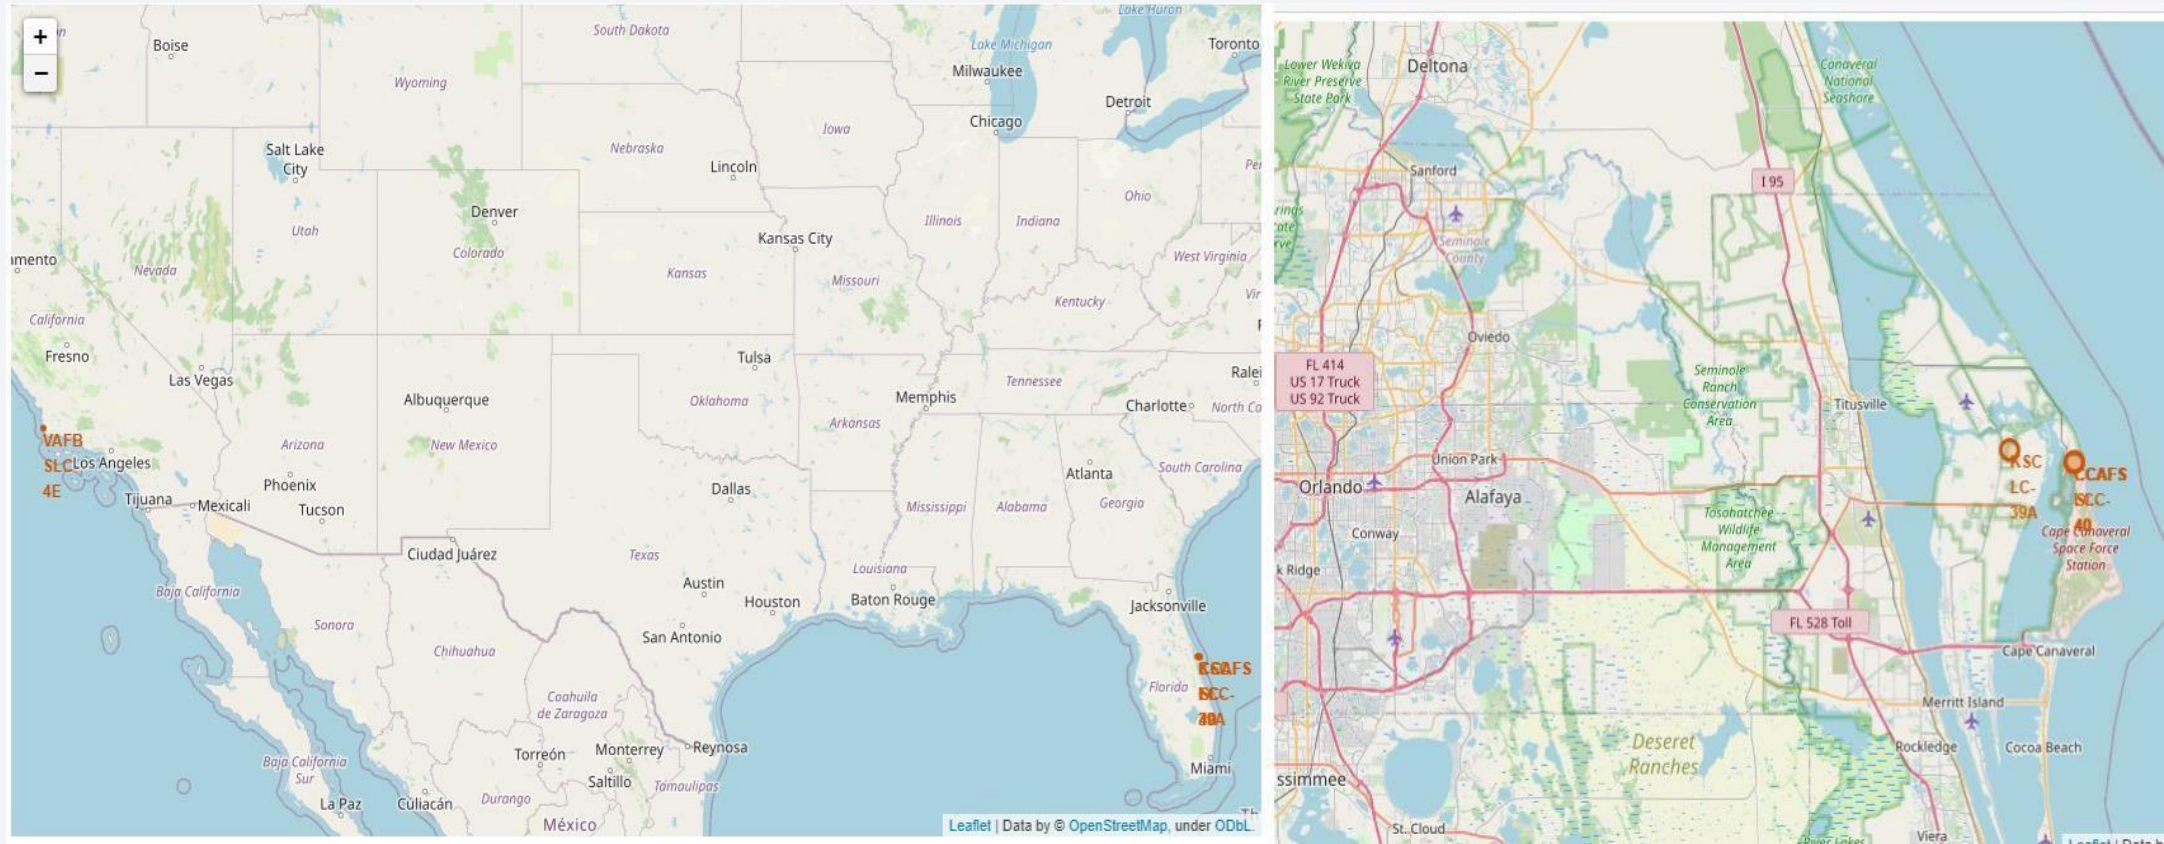 +
−
Boise
South Dakota
Lake Huron
Toronto
Lake Michigan
Milwaukee
Wyoming
Detroit
Chicago
Iowa
Salt Lake
City
Nebraska
Lincoln
Ohio
Denver
Illinois
Indiana
Utah
Kansas City
Colorado
West Virginia
Nevada
Kansas
Missouri
Kentucky
California
Fresno
Tulsa
Las Vegas
Tennessee
Albuquerque
Oklahoma
Memphis
Charlotte
Arkansas
VAFB
SLC-
4E
Los Angeles
Arizona
New Mexico
Atlanta
South Carolina
Phoenix
Dallas
Tijuana
Mexicali
Tucson
Mississippi
Alabama
Georgia
Ciudad Juárez
Texas
Louisiana
Baja California
Austin
Houston
Baton Rouge
Jacksonville
Sonora
San Antonio
Chihuahua
CCAFS
Florida
Coahuila
de Zaragoza
Torreón
Monterrey
Reynosa
Baja California
Sur
Saltillo
Tamaulipas
Miami
La Paz
Culiacán
Durango
México
Leaflet | Data by © OpenStreetMap, under ODbL.
Lower Wekiva
River Preserve
State Park
Deltona
Canaveral
National
Seashore
Sanford
I 95
Seminole
County
Oviedo
FL 414
US 17 Truck
US 92 Truck
Seminole
Ranch
Conservation
Area
Titusville
Union Park
KSC
LC-
39A
CCAFS
SLC-
40
Orlando
Alafaya
Tosohatchee
Wildlife
Management
Area
Conway
Cape Canaveral
Space Force
Station
k Ridge
FL 528 Toll
Cape Canaveral
Merritt Island
Deseret
Ranches
Rockledge
Cocoa Beach
ssimmee
St. Cloud
Viera